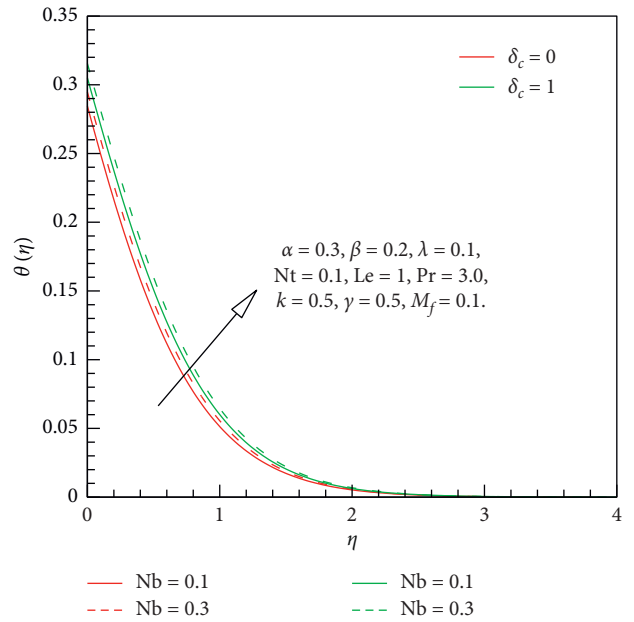 0.35
0.3
0.25
0.2
0.15
0.1
0.05
0
θ (η)
δc = 0
δc = 1
α = 0.3, β = 0.2, λ = 0.1,
Nt = 0.1, Le = 1, Pr = 3.0,
k = 0.5, γ = 0.5, Mf = 0.1.
0 1 2 3 4
η
Nb = 0.1 Nb = 0.1
Nb = 0.3 Nb = 0.3